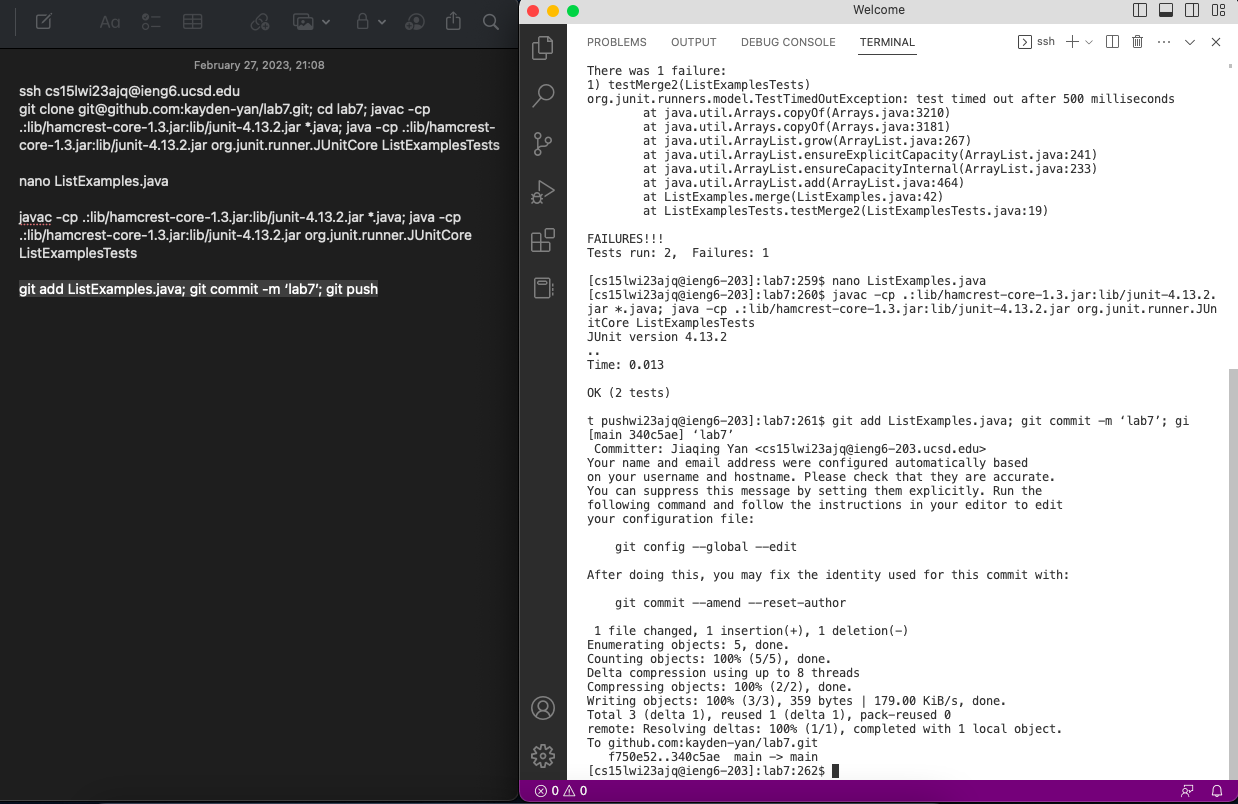 Aa
February 27, 2023, 21:08
ssh cs15lwi23ajq@ieng6.ucsd.edu
git clone git@github.com:kayden-yan/lab7.git; cd lab7; javac -cp
.:lib/hamcrest-core-1.3.jar:lib/junit-4.13.2.jar *.java; java -cp .:lib/hamcrest-
core-1.3.jar:lib/junit-4.13.2.jar org.junit.runner.JUnitCore ListExamplesTests
nano ListExamples.java
javac -cp .:lib/hamcrest-core-1.3.jar:lib/junit-4.13.2.jar *.java; java -cp
.:lib/hamcrest-core-1.3.jar:lib/junit-4.13.2.jar org.junit.runner.JUnitCore
ListExamplesTests
git add ListExamples.java; git commit -m ‘lab7’; git push
Welcome
PROBLEMS OUTPUT DEBUG CONSOLE TERMINAL ssh
There was 1 failure:
1) testMerge2(ListExamplesTests)
org.junit.runners.model.TestTimedOutException: test timed out after 500 milliseconds
at java.util.Arrays.copyOf(Arrays.java:3210)
at java.util.Arrays.copyOf(Arrays.java:3181)
at java.util.ArrayList.grow(ArrayList.java:267)
at java.util.ArrayList.ensureExplicitCapacity(ArrayList.java:241)
at java.util.ArrayList.ensureCapacityInternal(ArrayList.java:233)
at java.util.ArrayList.add(ArrayList.java:464)
at ListExamples.merge(ListExamples.java:42)
at ListExamplesTests.testMerge2(ListExamplesTests.java:19)
FAILURES!!!
Tests run: 2,  Failures: 1
[cs15lwi23ajq@ieng6-203]:lab7:259$ nano ListExamples.java
[cs15lwi23ajq@ieng6-203]:lab7:260$ javac -cp .:lib/hamcrest-core-1.3.jar:lib/junit-4.13.2.
jar *.java; java -cp .:lib/hamcrest-core-1.3.jar:lib/junit-4.13.2.jar org.junit.runner.JUn
itCore ListExamplesTests
JUnit version 4.13.2
..
Time: 0.013
OK (2 tests)
t pushwi23ajq@ieng6-203]:lab7:261$ git add ListExamples.java; git commit -m ‘lab7’; gi
[main 340c5ae] ‘lab7’
Committer: Jiaqing Yan <cs15lwi23ajq@ieng6-203.ucsd.edu>
Your name and email address were configured automatically based
on your username and hostname. Please check that they are accurate.
You can suppress this message by setting them explicitly. Run the
following command and follow the instructions in your editor to edit
your configuration file:
git config --global --edit
After doing this, you may fix the identity used for this commit with:
git commit --amend --reset-author
1 file changed, 1 insertion(+), 1 deletion(-)
Enumerating objects: 5, done.
Counting objects: 100% (5/5), done.
Delta compression using up to 8 threads
Compressing objects: 100% (2/2), done.
Writing objects: 100% (3/3), 359 bytes | 179.00 KiB/s, done.
Total 3 (delta 1), reused 1 (delta 1), pack-reused 0
remote: Resolving deltas: 100% (1/1), completed with 1 local object.
To github.com:kayden-yan/lab7.git
f750e52..340c5ae  main -> main
[cs15lwi23ajq@ieng6-203]:lab7:262$
0 0